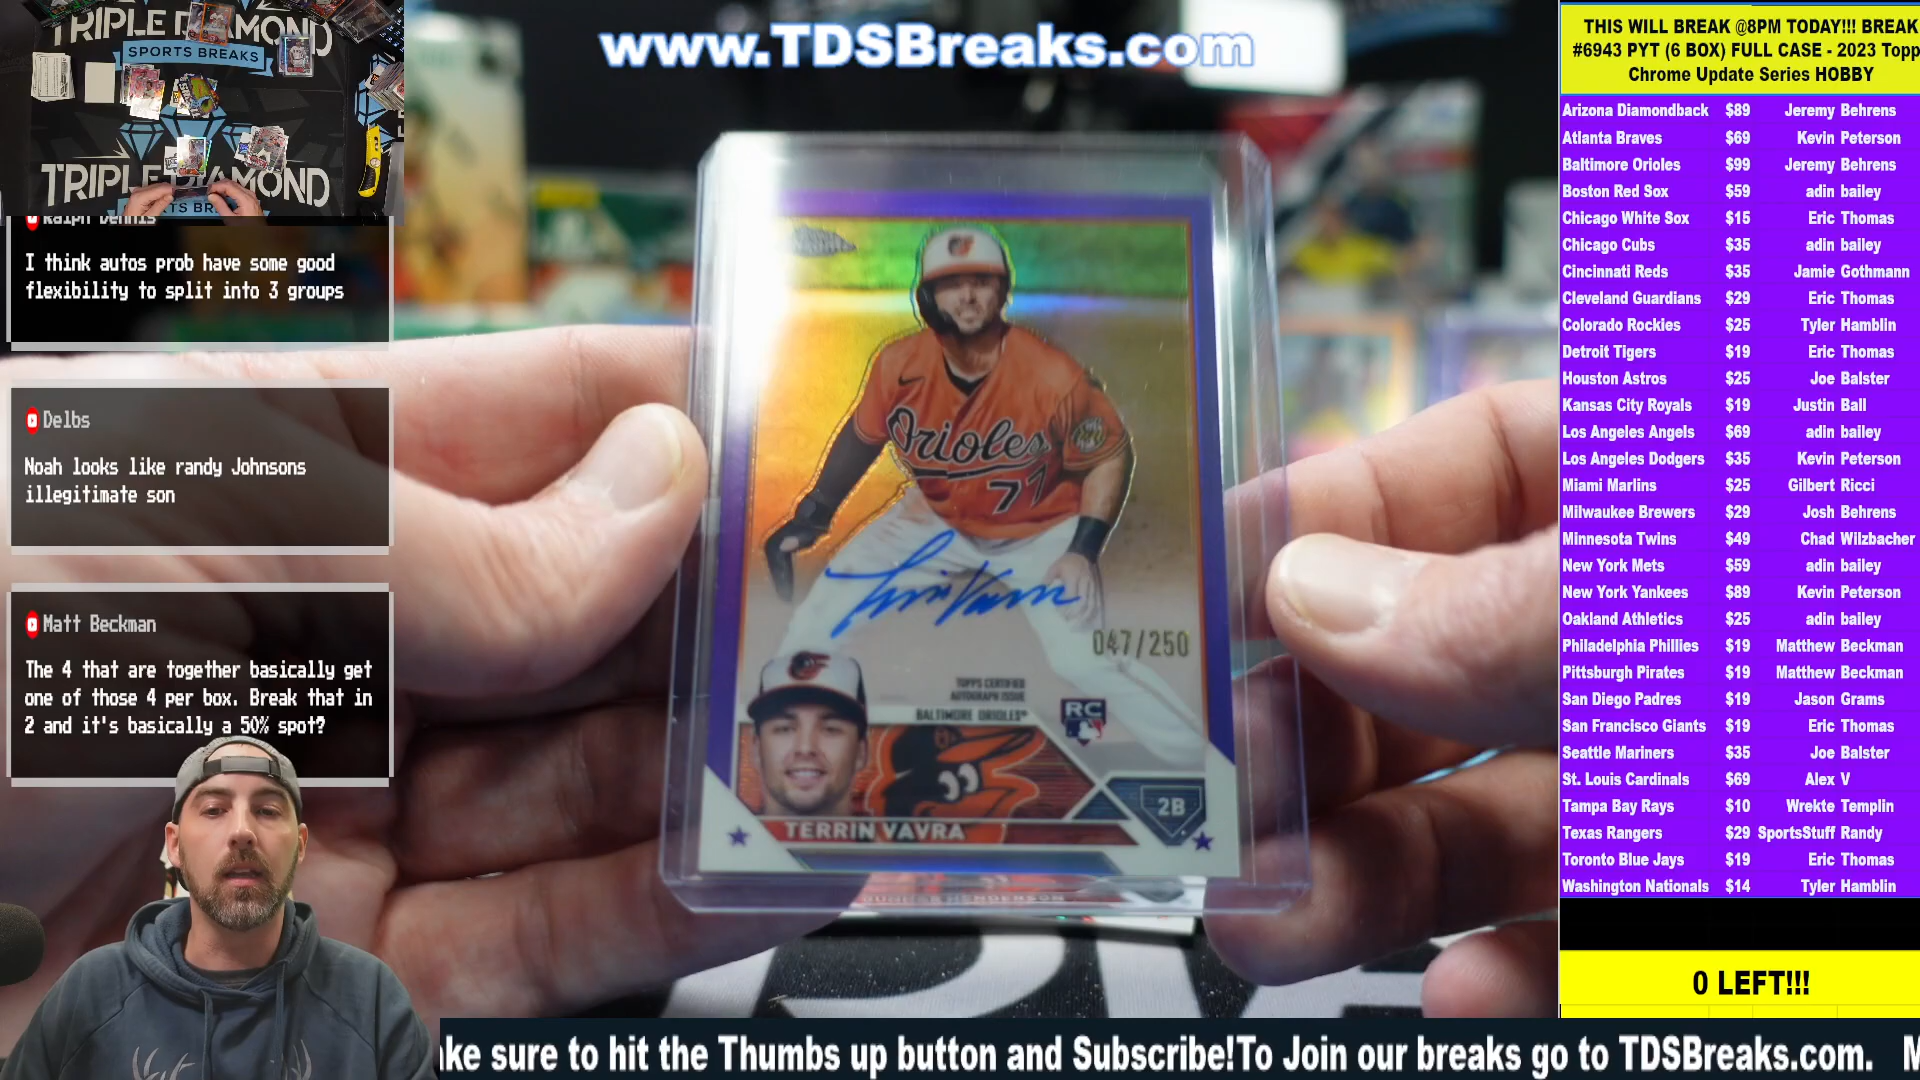 TRIPLE DIAMOND
SPORTS BREAKS
TRIPLE DIAMOND
www.TDSBreaks.com
Ralph Dennis
I think autos prob have some good
flexibility to split into 3 groups
Delbs
Noah looks like randy Johnsons
illegitimate son
Matt Beckman
The 4 that are together basically get
one of those 4 per box. Break that in
2 and it's basically a 50% spot?
Orioles
77
Terrin Vavra
047/250
TOPPS CERTIFIED
AUTOGRAPH ISSUE
BALTIMORE ORIOLES
RC
2B
TERRIN VAVRA
HENDERSON
THIS WILL BREAK @8PM TODAY!!! BREAK
#6943 PYT (6 BOX) FULL CASE - 2023 Topp
Chrome Update Series HOBBY
Arizona Diamondback $89 Jeremy Behrens
Atlanta Braves $69 Kevin Peterson
Baltimore Orioles $99 Jeremy Behrens
Boston Red Sox $59 adin bailey
Chicago White Sox $15 Eric Thomas
Chicago Cubs $35 adin bailey
Cincinnati Reds $35 Jamie Gothmann
Cleveland Guardians $29 Eric Thomas
Colorado Rockies $25 Tyler Hamblin
Detroit Tigers $19 Eric Thomas
Houston Astros $25 Joe Balster
Kansas City Royals $19 Justin Ball
Los Angeles Angels $69 adin bailey
Los Angeles Dodgers $35 Kevin Peterson
Miami Marlins $25 Gilbert Ricci
Milwaukee Brewers $29 Josh Behrens
Minnesota Twins $49 Chad Wilzbacher
New York Mets $59 adin bailey
New York Yankees $89 Kevin Peterson
Oakland Athletics $25 adin bailey
Philadelphia Phillies $19 Matthew Beckman
Pittsburgh Pirates $19 Matthew Beckman
San Diego Padres $19 Jason Grams
San Francisco Giants $19 Eric Thomas
Seattle Mariners $35 Joe Balster
St. Louis Cardinals $69 Alex V
Tampa Bay Rays $10 Wrekte Templin
Texas Rangers $29 SportsStuff Randy
Toronto Blue Jays $19 Eric Thomas
Washington Nationals $14 Tyler Hamblin
0 LEFT!!!
ke sure to hit the Thumbs up button and Subscribe!To Join our breaks go to TDSBreaks.com. M